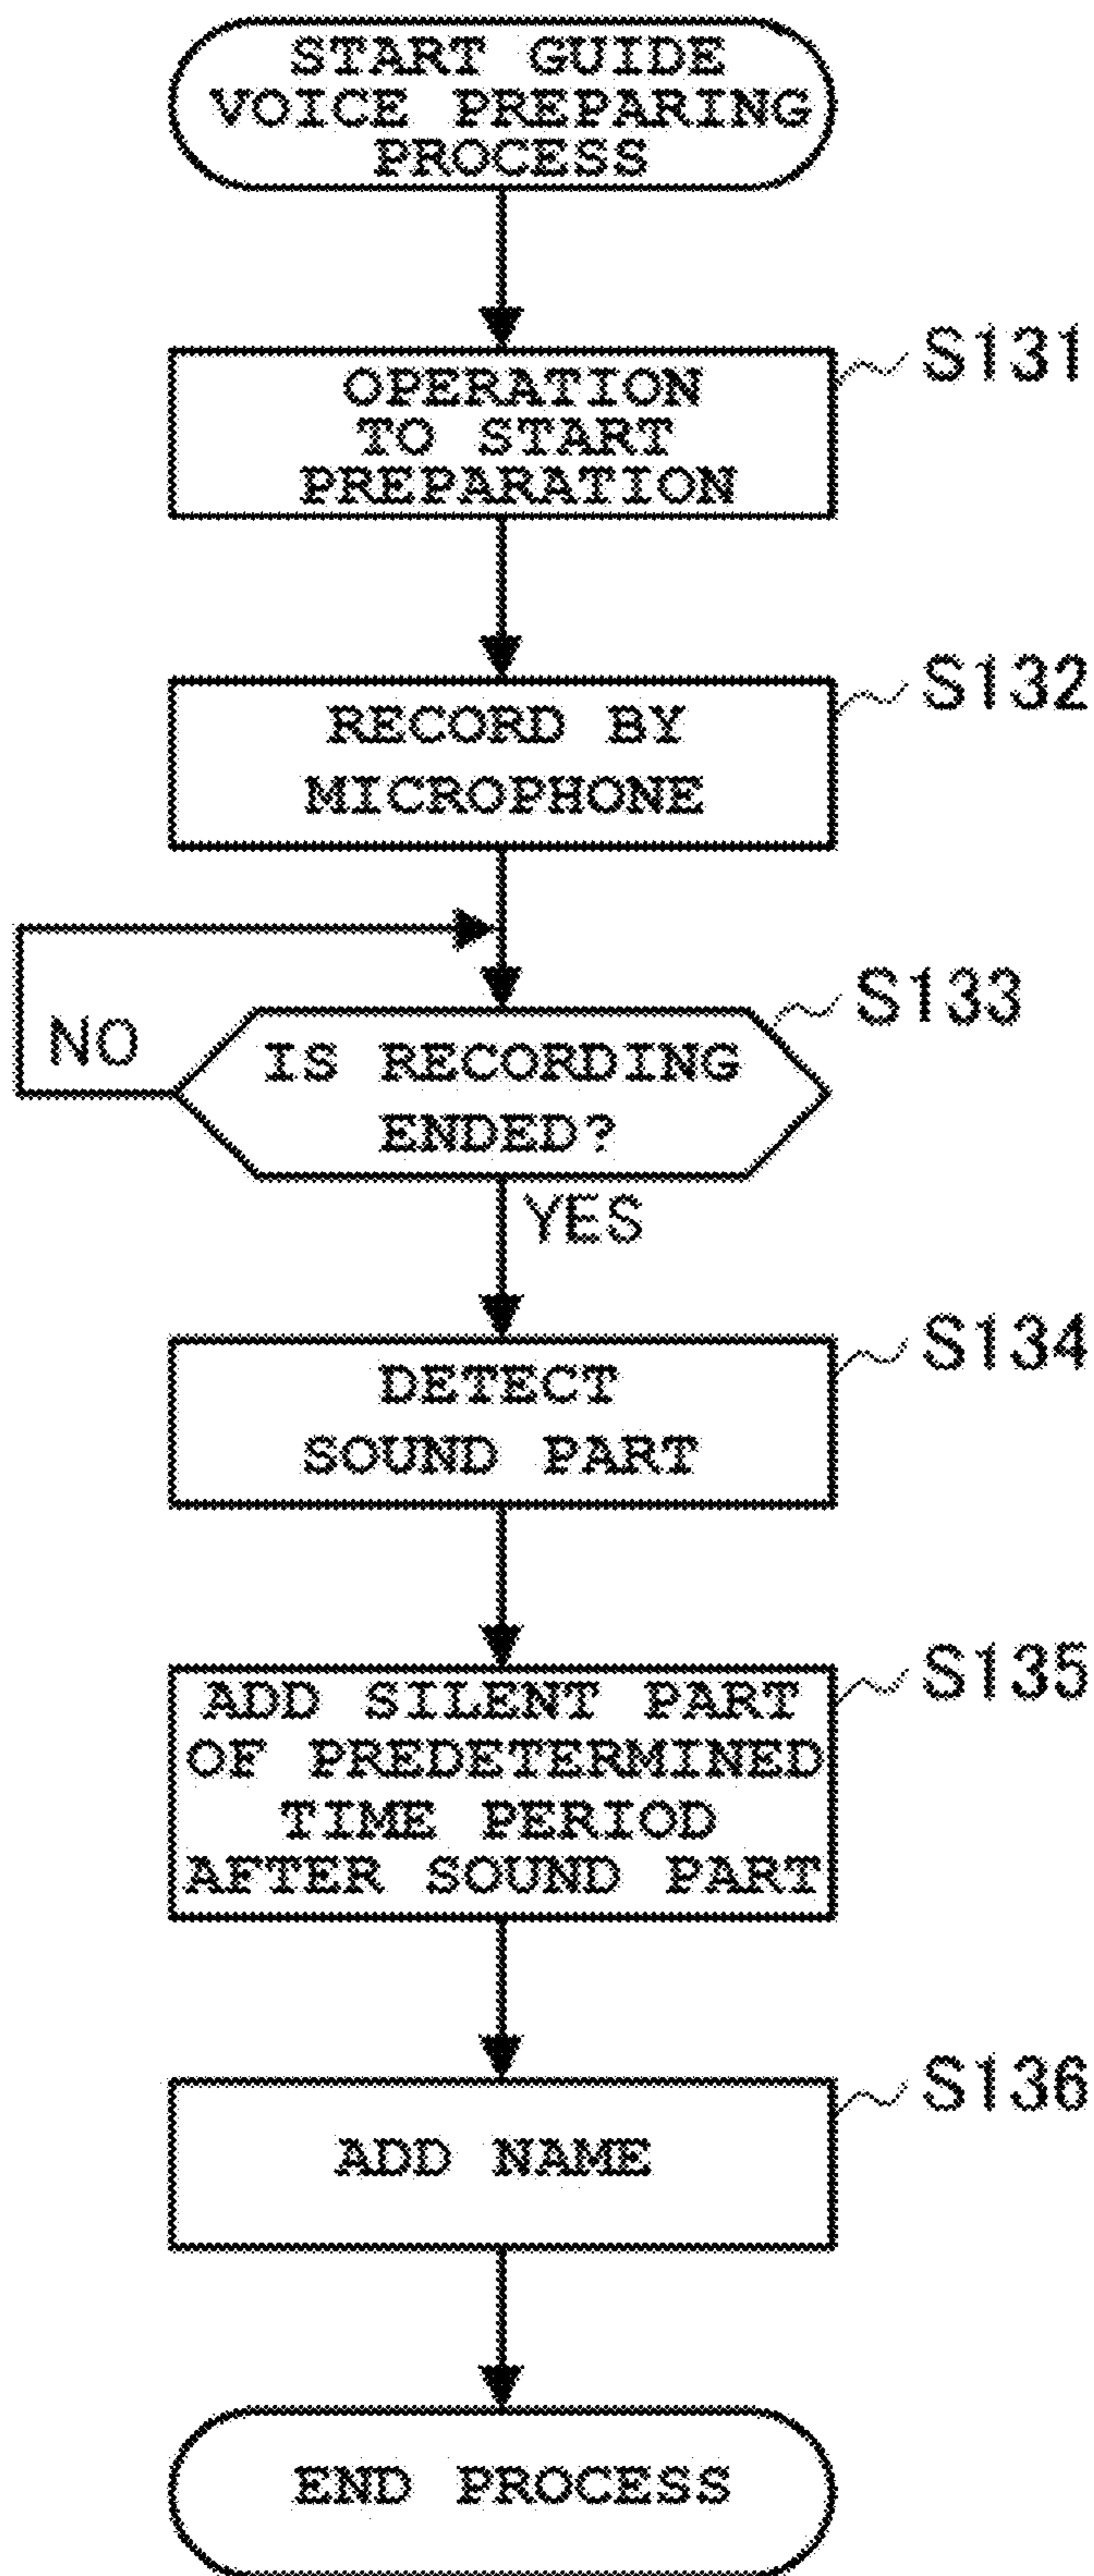 START GUIDE
VOICE PREPARING
PROCESS
S131
OPERATION
TO START
PREPARATION
S132
RECORD BY
MICROPHONE
S133
NO
IS RECORDING
ENDED?
YES
S134
DETECT
SOUND PART
S135
ADD SILENT PART
OF PREDETERMINED
TIME PERIOD
AFTER SOUND PART
S136
ADD NAME
END PROCESS